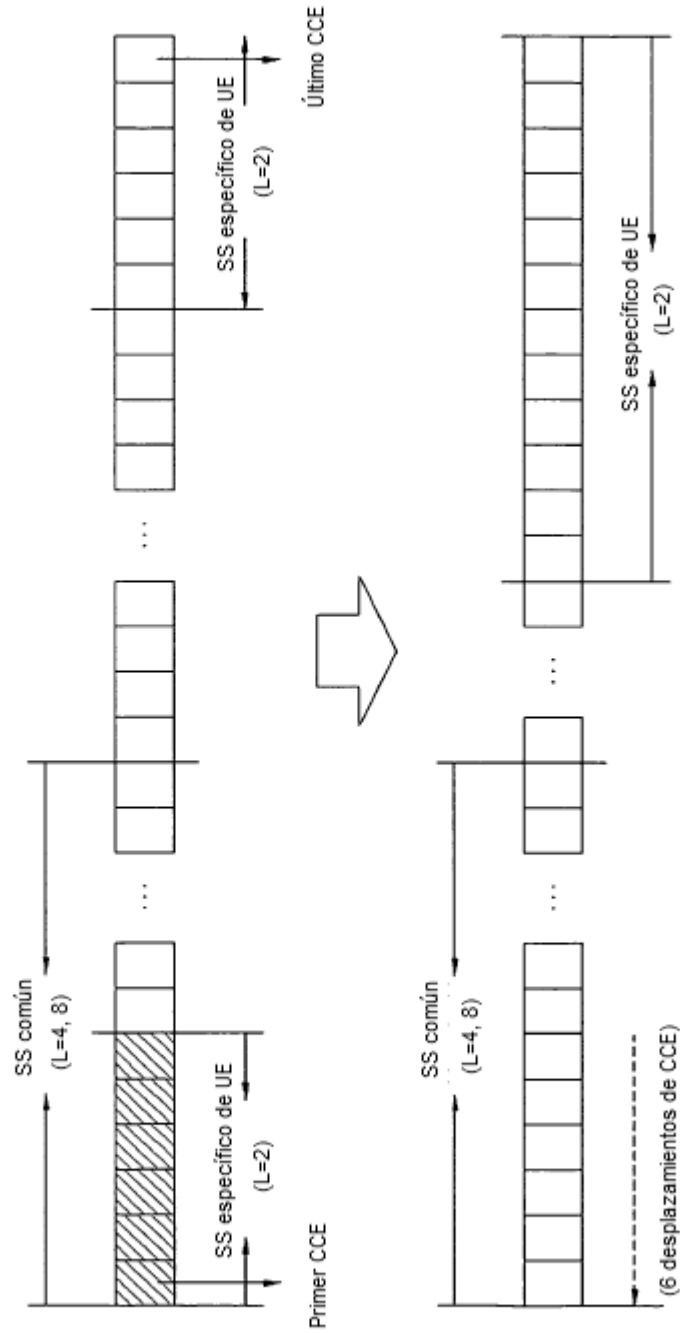 SS común
(L=4, 8)
...
...
SS específico de UE
(L=2)
SS específico de UE
(L=2)
Primer CCE
Último CCE
SS común
(L=4, 8)
...
...
SS específico de UE
(L=2)
(6 desplazamientos de CCE)